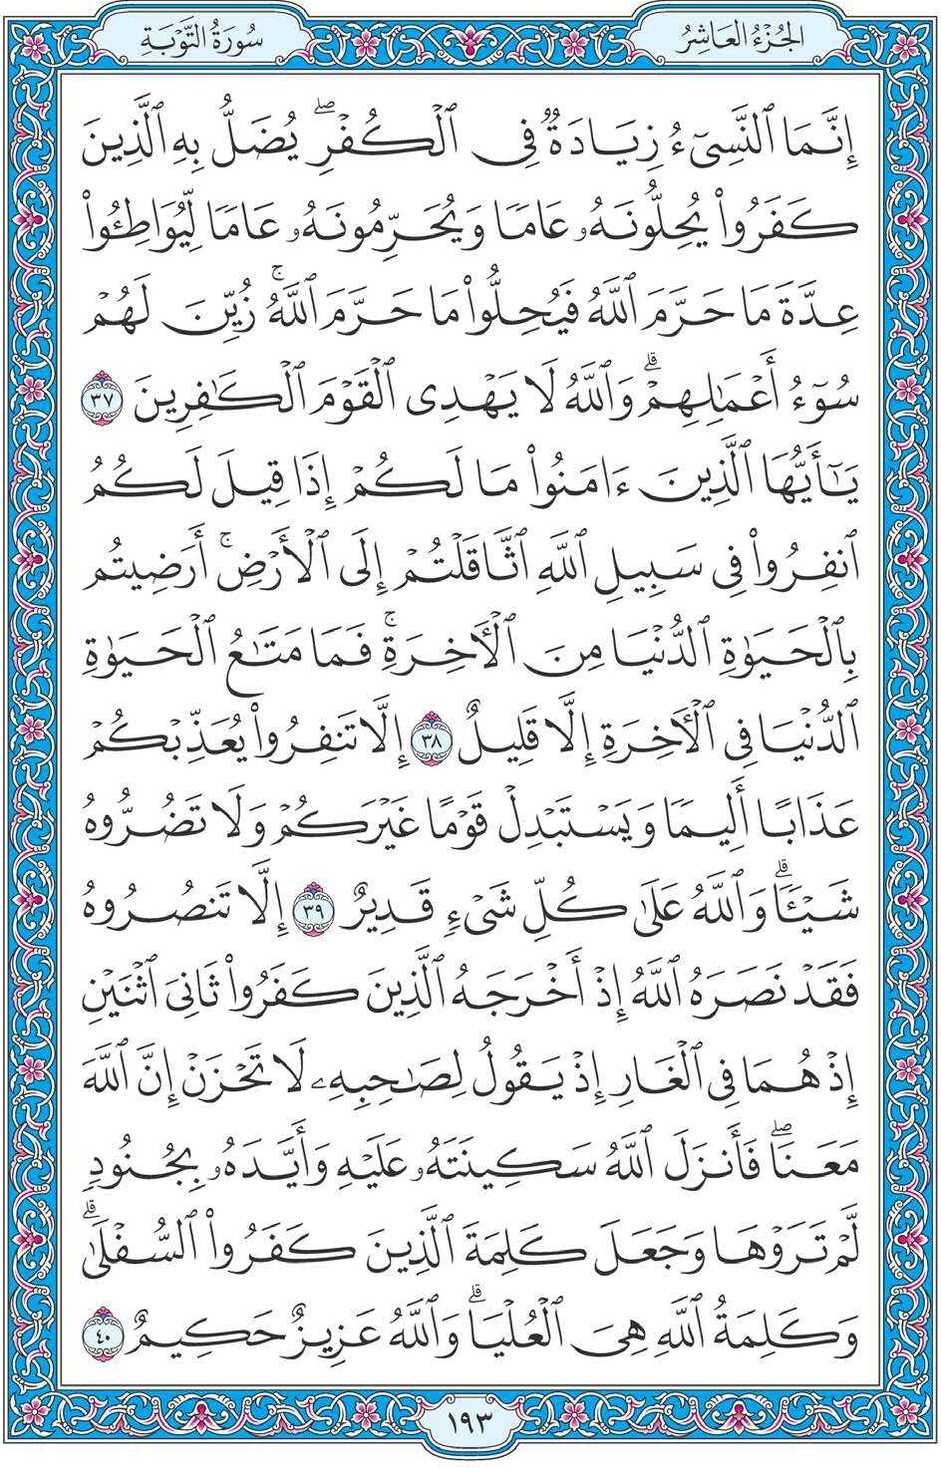 الجُزْءُ العَاشِرُ
سُورَةُ التَّوْبَةِ
إِنَّمَا ٱلنَّسِىٓءُ زِيَادَةٌ فِى ٱلْكُفْرِۖ يُضَلُّ بِهِ ٱلَّذِينَ
كَفَرُوا۟ يُحِلُّونَهُۥ عَامًا وَيُحَرِّمُونَهُۥ عَامًا لِّيُوَاطِـُٔوا۟
عِدَّةَ مَا حَرَّمَ ٱللَّهُ فَيُحِلُّوا۟ مَا حَرَّمَ ٱللَّهُۚ زُيِّنَ لَهُمْ
سُوٓءُ أَعْمَـٰلِهِمْۗ وَٱللَّهُ لَا يَهْدِى ٱلْقَوْمَ ٱلْكَـٰفِرِينَ ٣٧
يَـٰٓأَيُّهَا ٱلَّذِينَ ءَامَنُوا۟ مَا لَكُمْ إِذَا قِيلَ لَكُمُ
ٱنفِرُوا۟ فِى سَبِيلِ ٱللَّهِ ٱثَّاقَلْتُمْ إِلَى ٱلْأَرْضِۚ أَرَضِيتُم
بِٱلْحَيَوٰةِ ٱلدُّنْيَا مِنَ ٱلْـَٔاخِرَةِۚ فَمَا مَتَـٰعُ ٱلْحَيَوٰةِ
ٱلدُّنْيَا فِى ٱلْـَٔاخِرَةِ إِلَّا قَلِيلٌ ٣٨ إِلَّا تَنفِرُوا۟ يُعَذِّبْكُمْ
عَذَابًا أَلِيمًا وَيَسْتَبْدِلْ قَوْمًا غَيْرَكُمْ وَلَا تَضُرُّوهُ
شَيْـًٔاۗ وَٱللَّهُ عَلَىٰ كُلِّ شَىْءٍ قَدِيرٌ ٣٩ إِلَّا تَنصُرُوهُ
فَقَدْ نَصَرَهُ ٱللَّهُ إِذْ أَخْرَجَهُ ٱلَّذِينَ كَفَرُوا۟ ثَانِىَ ٱثْنَيْنِ
إِذْ هُمَا فِى ٱلْغَارِ إِذْ يَقُولُ لِصَـٰحِبِهِۦ لَا تَحْزَنْ إِنَّ ٱللَّهَ
مَعَنَاۖ فَأَنزَلَ ٱللَّهُ سَكِينَتَهُۥ عَلَيْهِ وَأَيَّدَهُۥ بِجُنُودٍ
لَّمْ تَرَوْهَا وَجَعَلَ كَلِمَةَ ٱلَّذِينَ كَفَرُوا۟ ٱلسُّفْلَىٰۗ
وَكَلِمَةُ ٱللَّهِ هِىَ ٱلْعُلْيَاۗ وَٱللَّهُ عَزِيزٌ حَكِيمٌ ٤٠
١٩٣